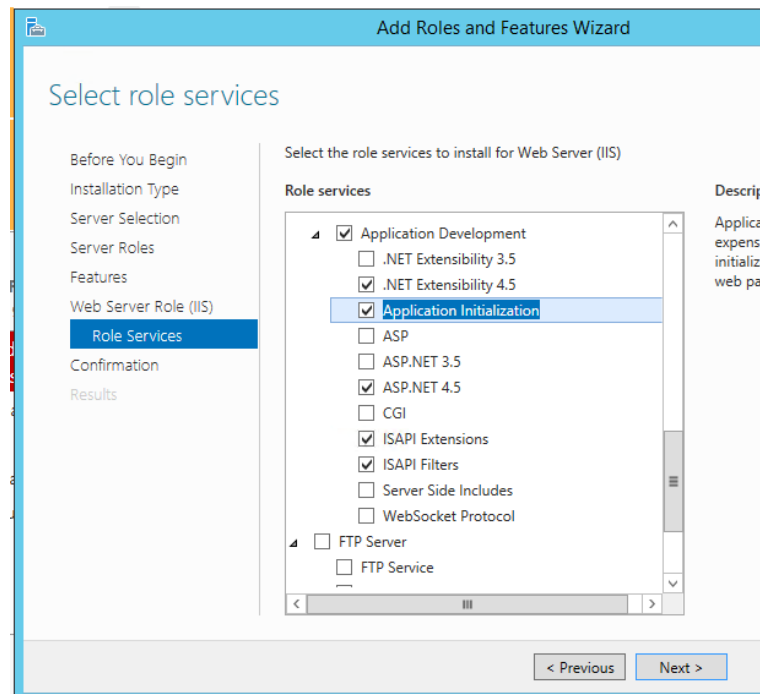 Add Roles and Features Wizard
Select role services
Before You Begin
Installation Type
Server Selection
Server Roles
Features
Web Server Role (IIS)
Role Services
Confirmation
Results
Select the role services to install for Web Server (IIS)
Role services
Application Development
.NET Extensibility 3.5
.NET Extensibility 4.5
Application Initialization
ASP
ASP.NET 3.5
ASP.NET 4.5
CGI
ISAPI Extensions
ISAPI Filters
Server Side Includes
WebSocket Protocol
FTP Server
FTP Service
< Previous
Next >